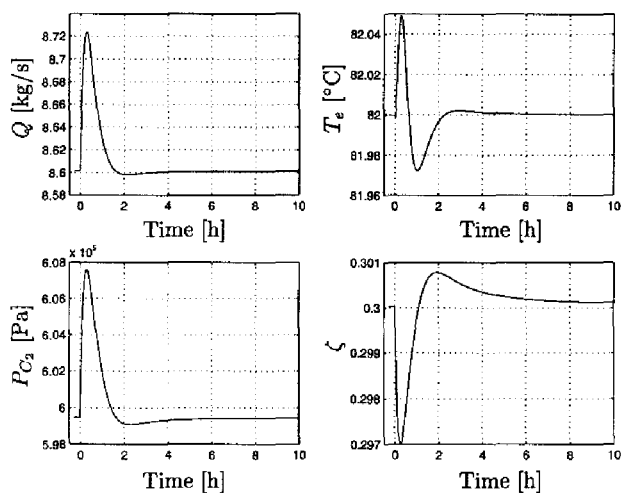 8.72
8.7
8.68
8.66
8.64
8.62
8.6
8.58
Q [kg/s]
0 2 4 6 8 10
Time [h]
82.04
82.02
82
81.98
81.96
T_e [°C]
0 2 4 6 8 10
Time [h]
x 10^5
6.08
6.06
6.04
6.02
6
5.98
P_{C_2} [Pa]
0 2 4 6 8 10
Time [h]
0.301
0.3
0.299
0.298
0.297
ζ
0 2 4 6 8 10
Time [h]